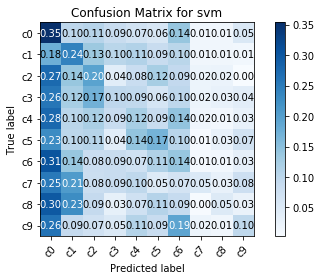 Confusion Matrix for svm
c0 0.35 0.10 0.11 0.09 0.07 0.06 0.14 0.01 0.01 0.05
c1 0.18 0.24 0.13 0.10 0.11 0.09 0.10 0.01 0.01 0.01
c2 0.27 0.14 0.20 0.04 0.08 0.12 0.09 0.02 0.02 0.00
c3 0.26 0.12 0.17 0.10 0.09 0.06 0.10 0.02 0.03 0.04
c4 0.28 0.10 0.12 0.09 0.12 0.09 0.14 0.01 0.01 0.03
c5 0.23 0.10 0.11 0.04 0.14 0.17 0.10 0.01 0.03 0.07
c6 0.31 0.14 0.08 0.09 0.07 0.11 0.14 0.01 0.01 0.03
c7 0.25 0.21 0.08 0.09 0.10 0.05 0.07 0.05 0.03 0.08
c8 0.30 0.23 0.09 0.03 0.07 0.11 0.09 0.00 0.05 0.03
c9 0.26 0.09 0.07 0.05 0.11 0.09 0.19 0.01 0.10
c0 c1 c2 c3 c4 c5 c6 c7 c8 c9
True label
Predicted label
0.35
0.30
0.25
0.20
0.15
0.10
0.05